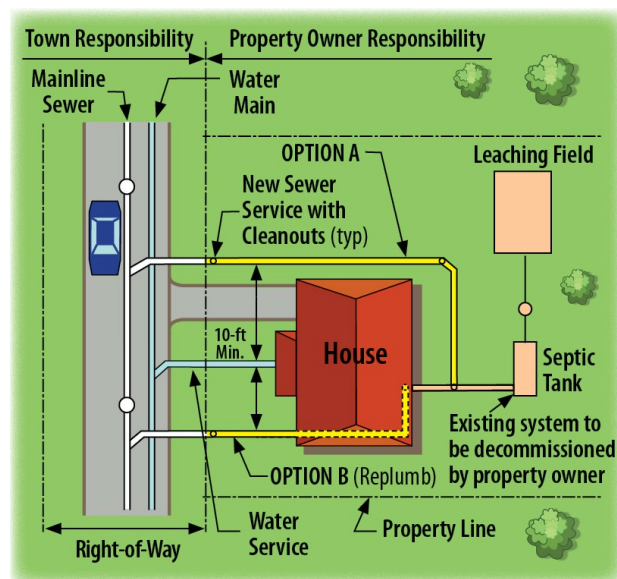 Town Responsibility
Property Owner Responsibility
Mainline
Sewer
Water
Main
OPTION A
Leaching Field
New Sewer
Service with
Cleanouts (typ)
10-ft
Min.
House
Septic
Tank
Existing system to
be decommissioned
by property owner
OPTION B (Replumb)
Water
Service
Property Line
Right-of-Way